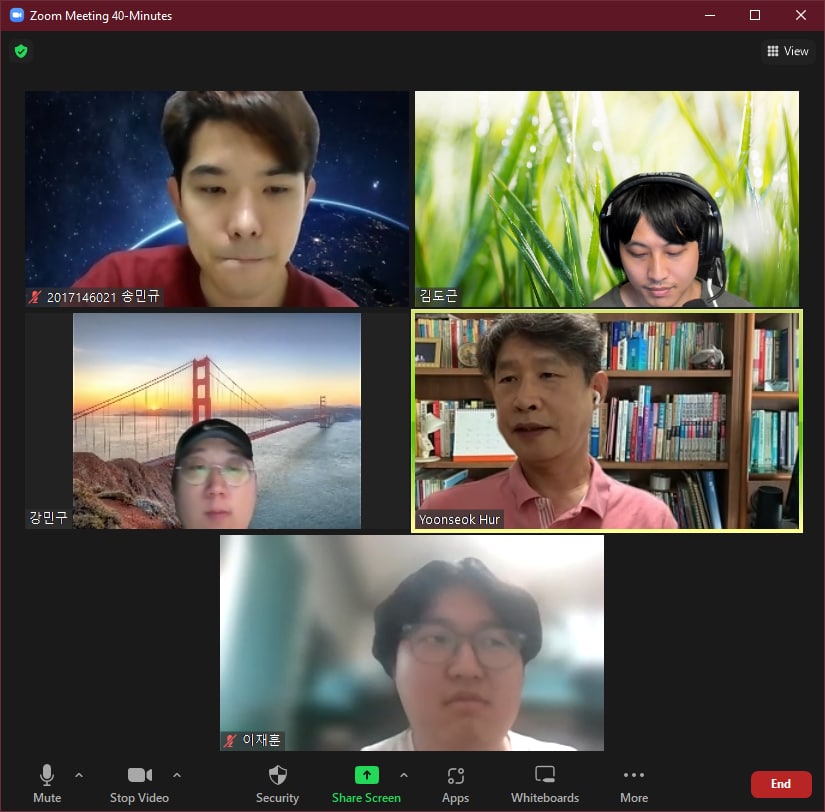 Zoom Meeting 40-Minutes
View
2017146021 송민규
김도근
강민구
Yoonseok Hur
이재훈
Mute
Stop Video
Security
Share Screen
Apps
Whiteboards
More
End